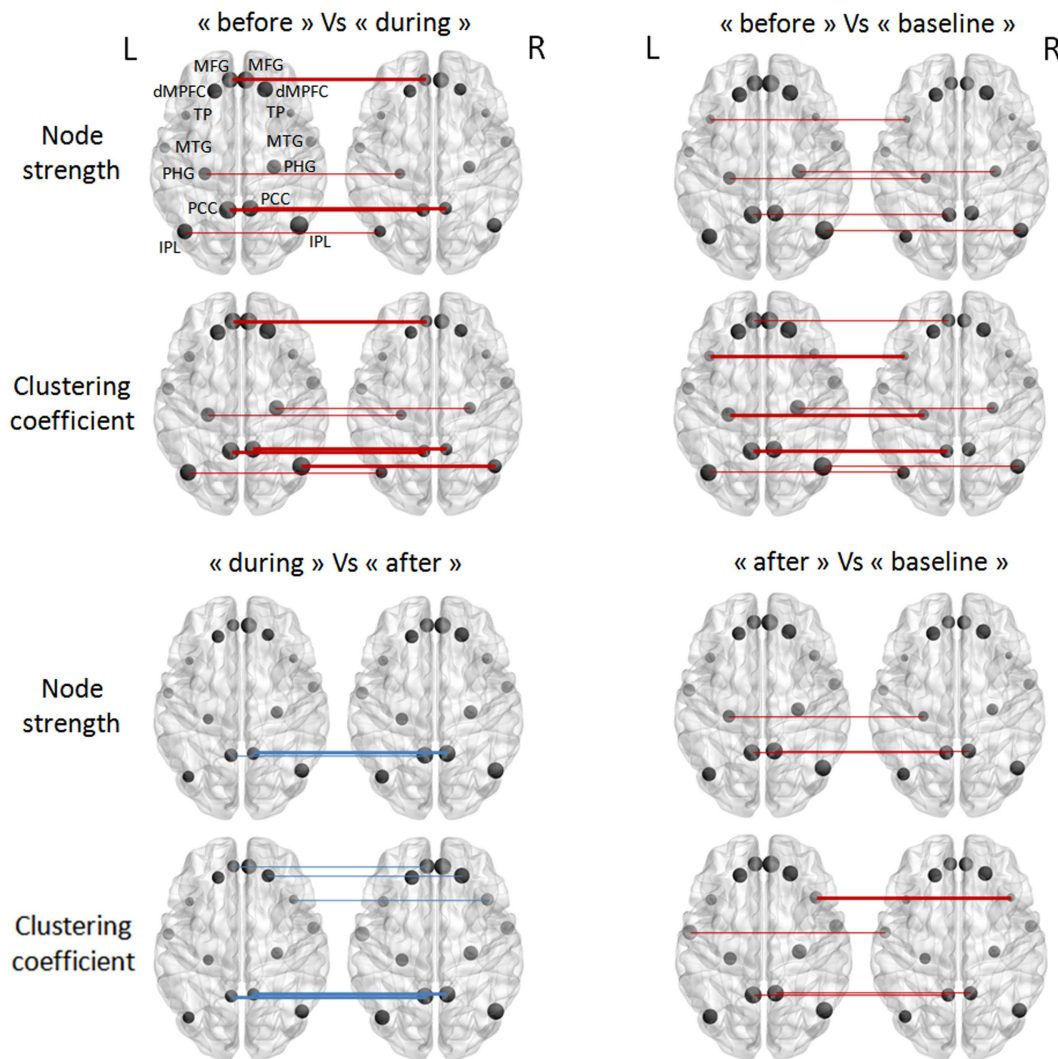 « before » Vs « during »
« before » Vs « baseline »
L
R
L
R
MFG
MFG
dMPFC
dMPFC
TP
TP
MTG
MTG
PHG
PHG
PCC
PCC
IPL
IPL
Node
strength
Clustering
coefficient
« during » Vs « after »
« after » Vs « baseline »
Node
strength
Clustering
coefficient